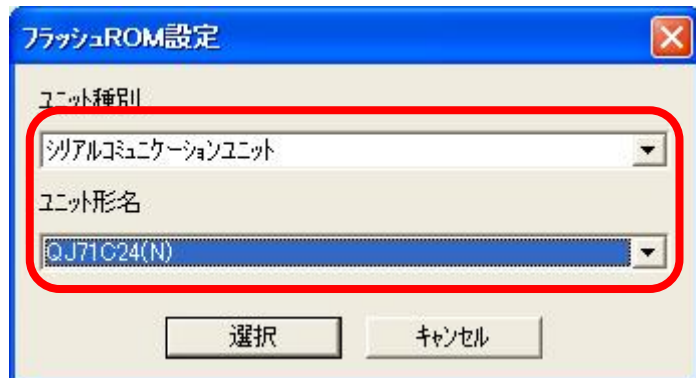 フラッシュROM設定
ユニット種別
シリアルコミュニケーションユニット
ユニット形名
QJ71C24(N)
選択 キャンセル